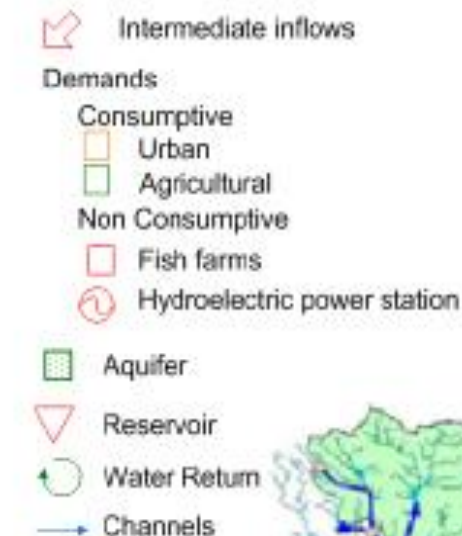 Intermediate inflows
Demands
Consumptive
Urban
Agricultural
Non Consumptive
Fish farms
Hydroelectric power station
Aquifer
Reservoir
Water Return
Channels